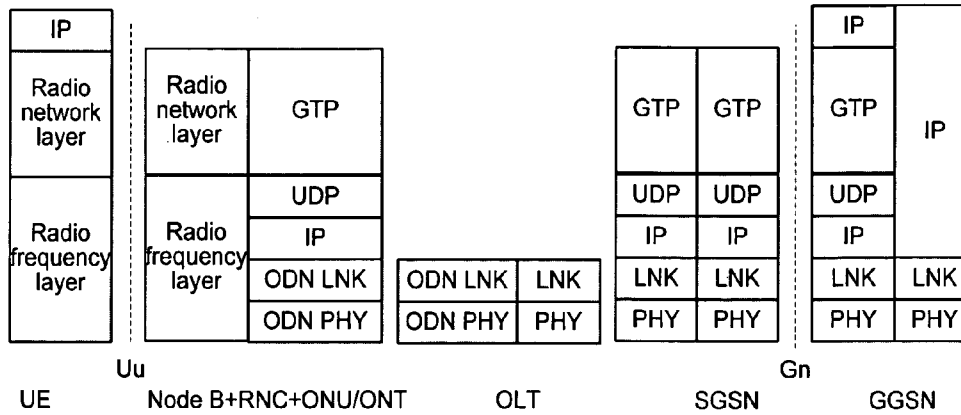 IP
Radio
network
layer
Radio
frequency
layer
Radio
network
layer
GTP
Radio
frequency
layer
UDP
IP
ODN LNK
ODN PHY
ODN LNK LNK
ODN PHY PHY
GTP GTP
UDP UDP
IP IP
LNK LNK
PHY PHY
IP
GTP
IP
UDP
IP
LNK LNK
PHY PHY
Uu Gn
UE Node B+RNC+ONU/ONT OLT SGSN GGSN